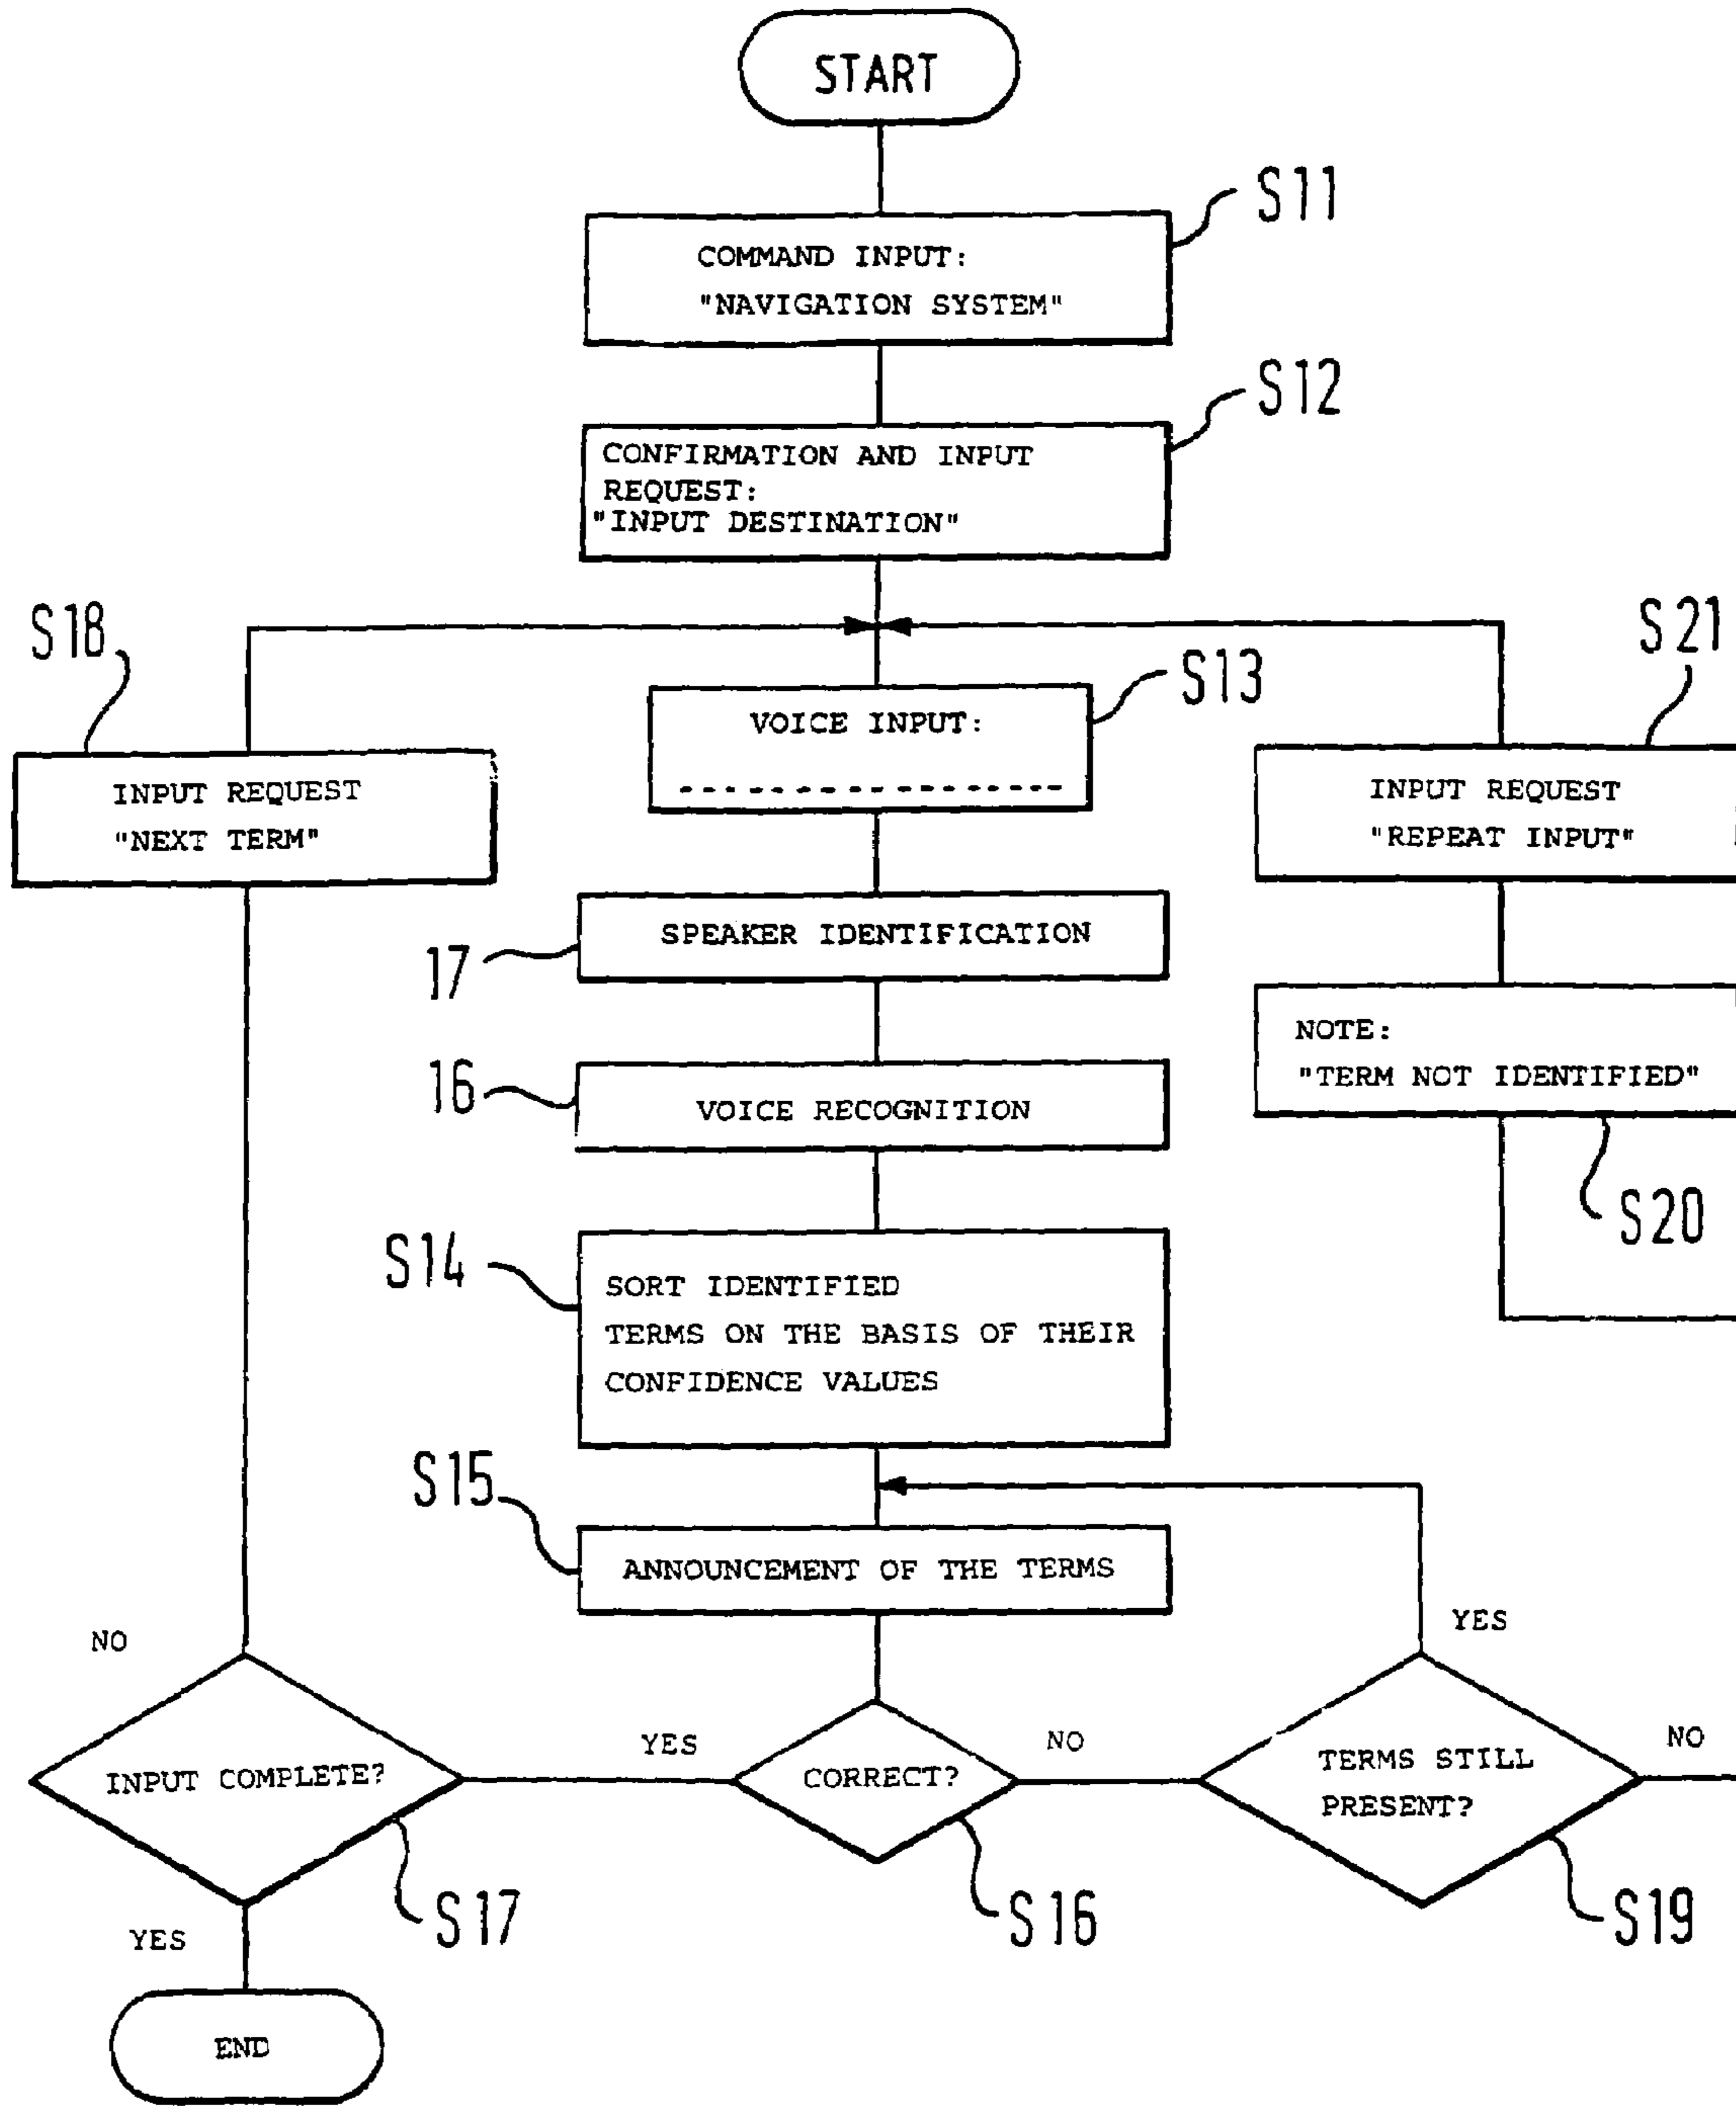 START
S11
COMMAND INPUT:
"NAVIGATION SYSTEM"
S12
CONFIRMATION AND INPUT
REQUEST:
"INPUT DESTINATION"
S18
S21
S13
VOICE INPUT:
INPUT REQUEST
"NEXT TERM"
INPUT REQUEST
"REPEAT INPUT"
SPEAKER IDENTIFICATION
17
NOTE:
"TERM NOT IDENTIFIED"
16
VOICE RECOGNITION
S20
S14
SORT IDENTIFIED
TERMS ON THE BASIS OF THEIR
CONFIDENCE VALUES
S15
ANNOUNCEMENT OF THE TERMS
YES
NO
INPUT COMPLETE?
YES
CORRECT?
NO
TERMS STILL
PRESENT?
NO
S17
S16
S19
YES
END